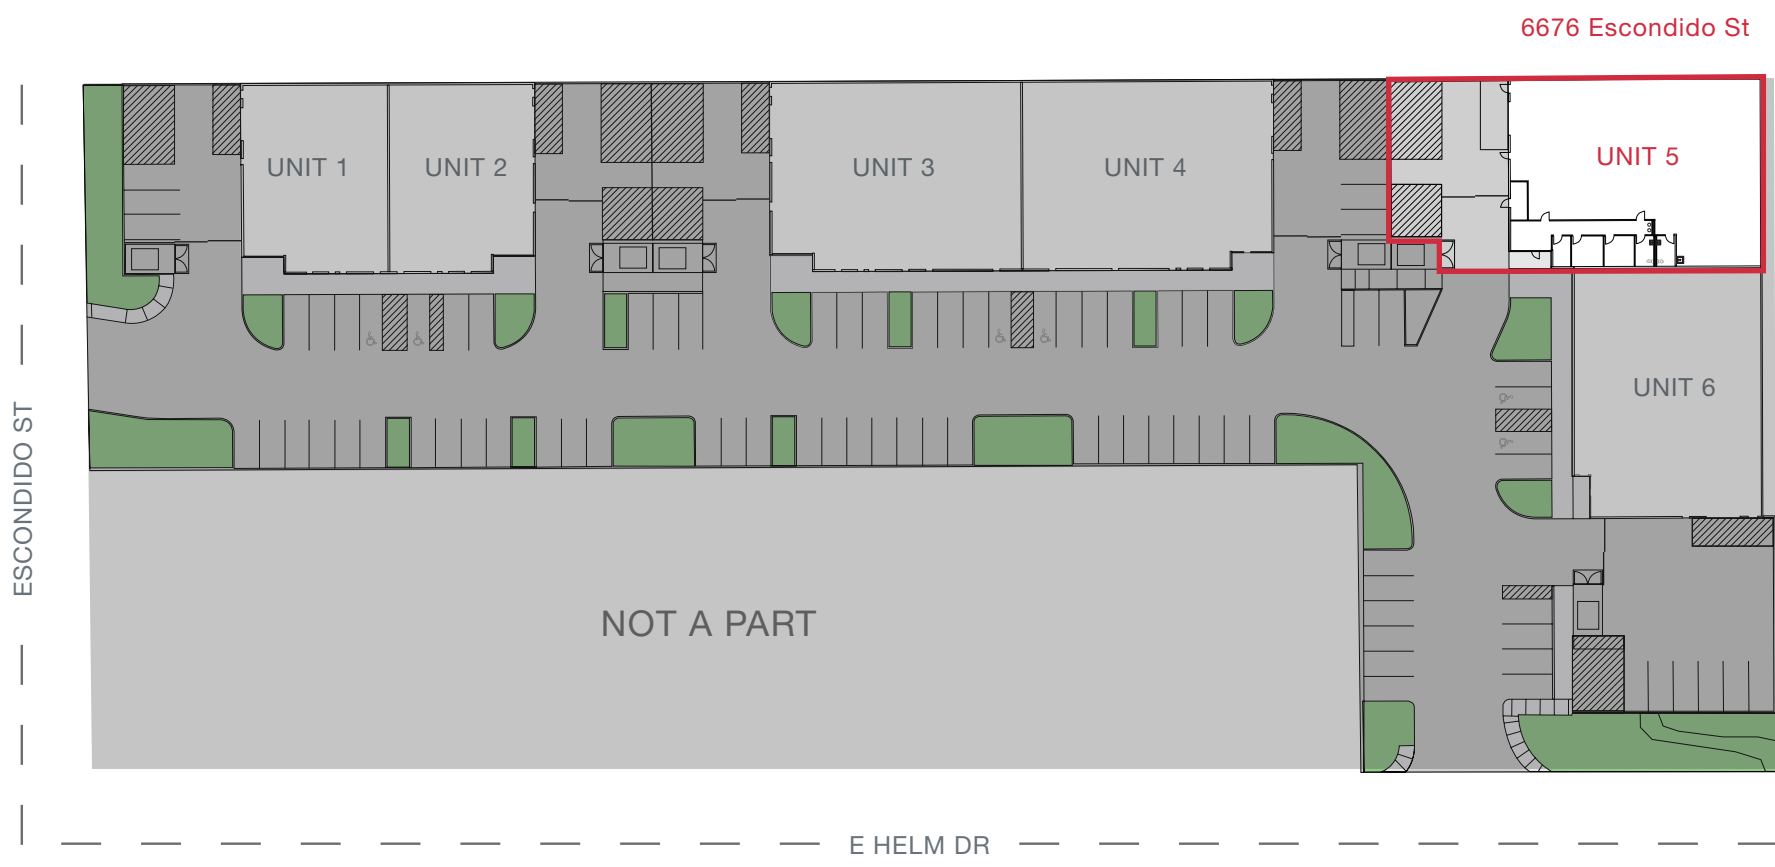 6676 Escondido St
UNIT 1
UNIT 2
UNIT 3
UNIT 4
UNIT 5
UNIT 6
ESCONDIDO ST
NOT A PART
E HELM DR